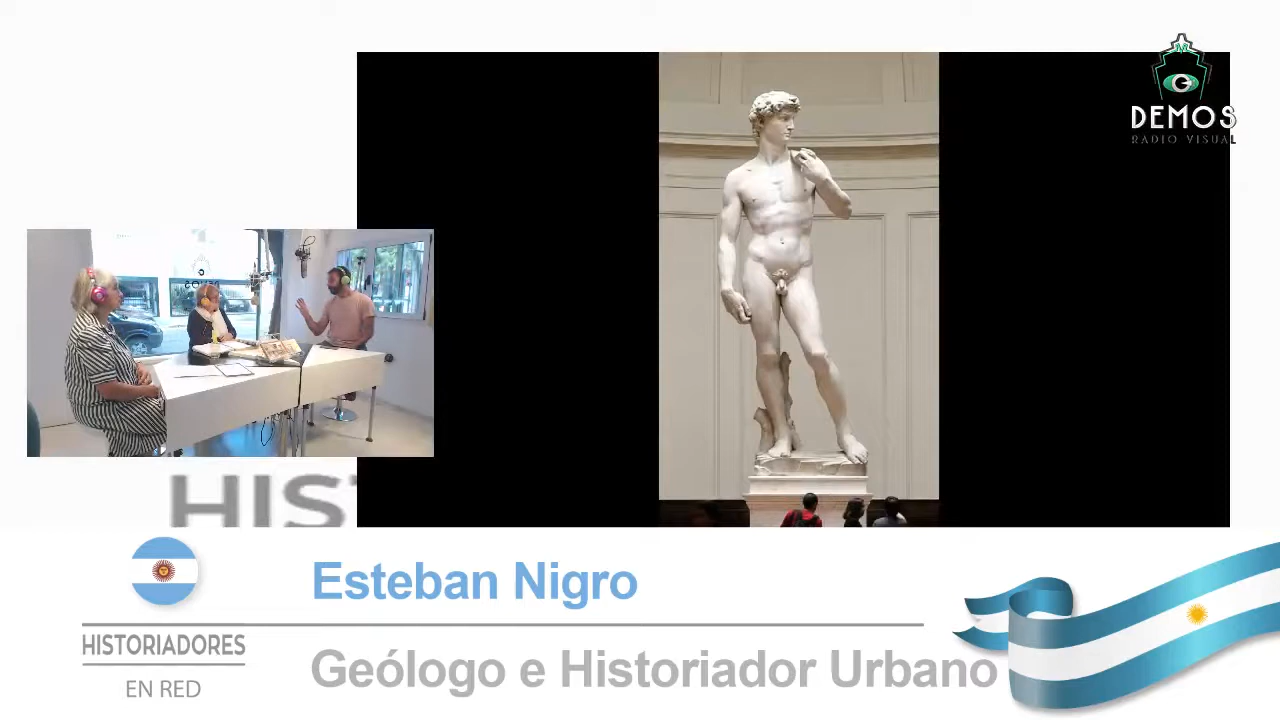 DEMOS
RADIO VISUAL
HIS
Esteban Nigro
HISTORIADORES
EN RED
Geólogo e Historiador Urbano